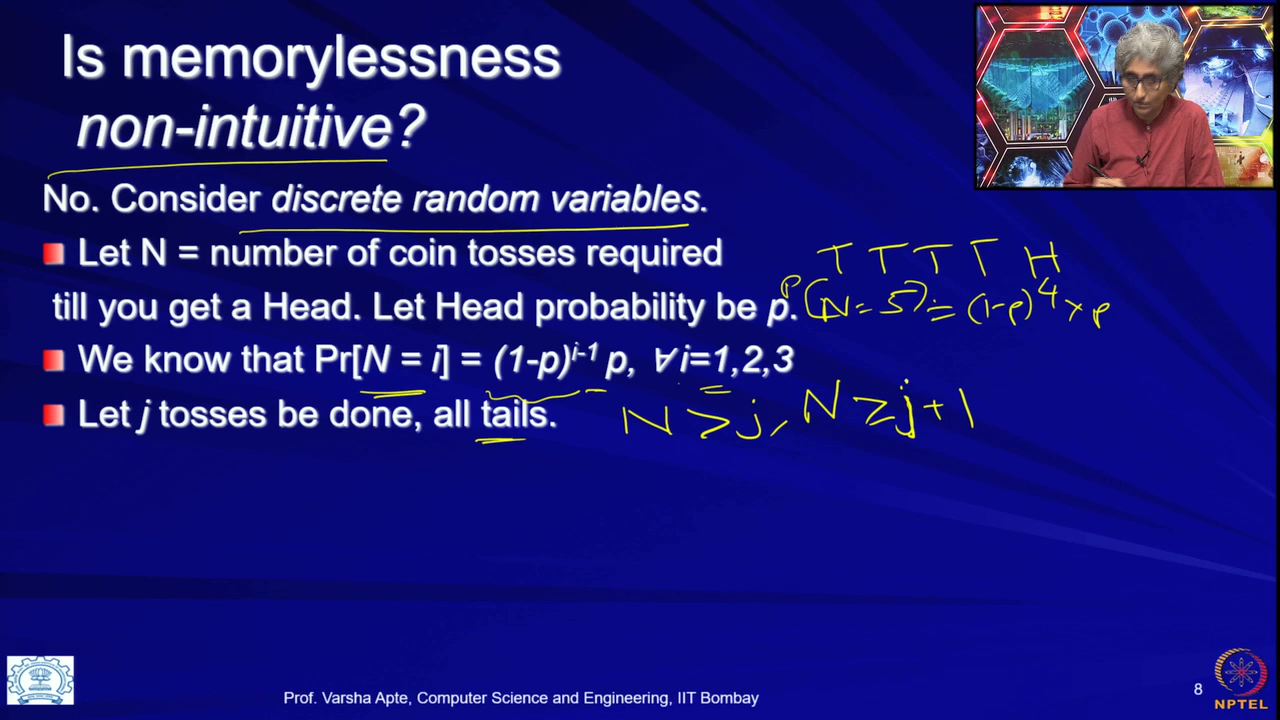 Is memorylessness
non-intuitive?
No. Consider discrete random variables.
Let N = number of coin tosses required
till you get a Head. Let Head probability be p.
T T T T H
P(N = 5) = (1-p)^4 × p
We know that Pr[N = i] = (1-p)^{i-1} p, ∀ i=1,2,3
Let j tosses be done, all tails.
N > j, N ≥ j + 1
Prof. Varsha Apte, Computer Science and Engineering, IIT Bombay
8
NPTEL